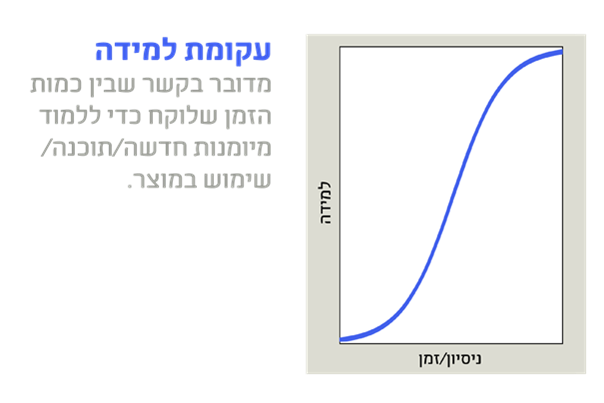 עקומת למידה
מדובר בקשר שבין כמות
הזמן שלוקח כדי ללמוד
מיומנות חדשה/תוכנה/
שימוש במוצר.
למידה
ניסיון/זמן